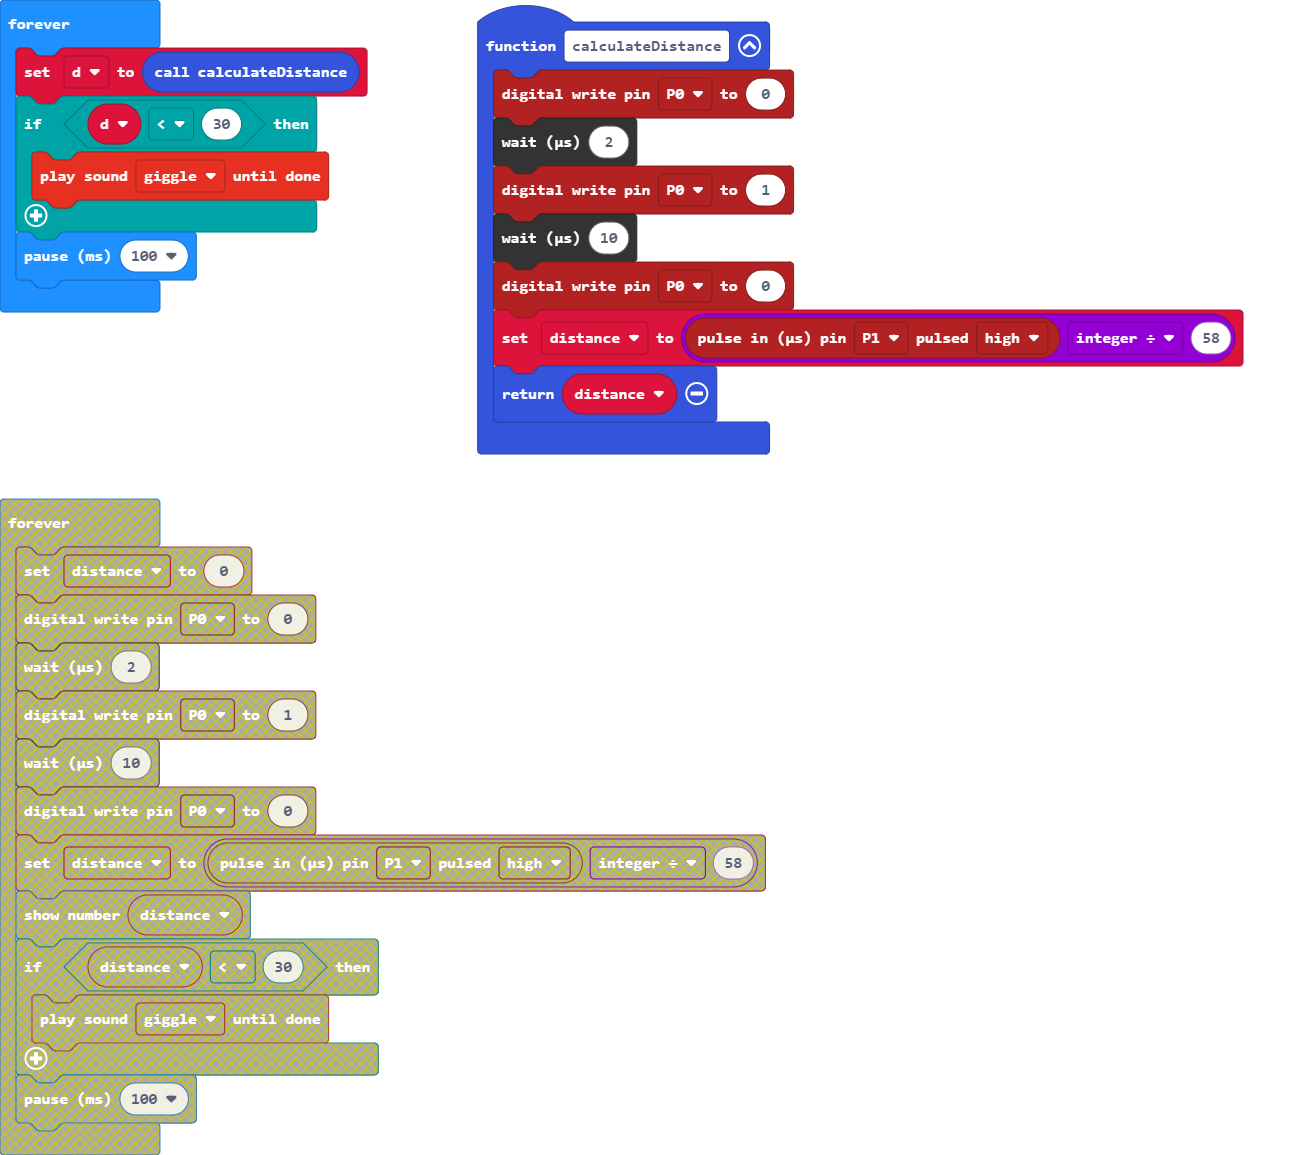 forever
set d to call calculateDistance
if d < 30 then
play sound giggle until done
pause (ms) 100
function calculateDistance
digital write pin P0 to 0
wait (µs) 2
digital write pin P0 to 1
wait (µs) 10
digital write pin P0 to 0
set distance to pulse in (µs) pin P1 pulsed high integer ÷ 58
return distance
forever
set distance to 0
digital write pin P0 to 0
wait (µs) 2
digital write pin P0 to 1
wait (µs) 10
digital write pin P0 to 0
set distance to pulse in (µs) pin P1 pulsed high integer ÷ 58
show number distance
if distance < 30 then
play sound giggle until done
pause (ms) 100